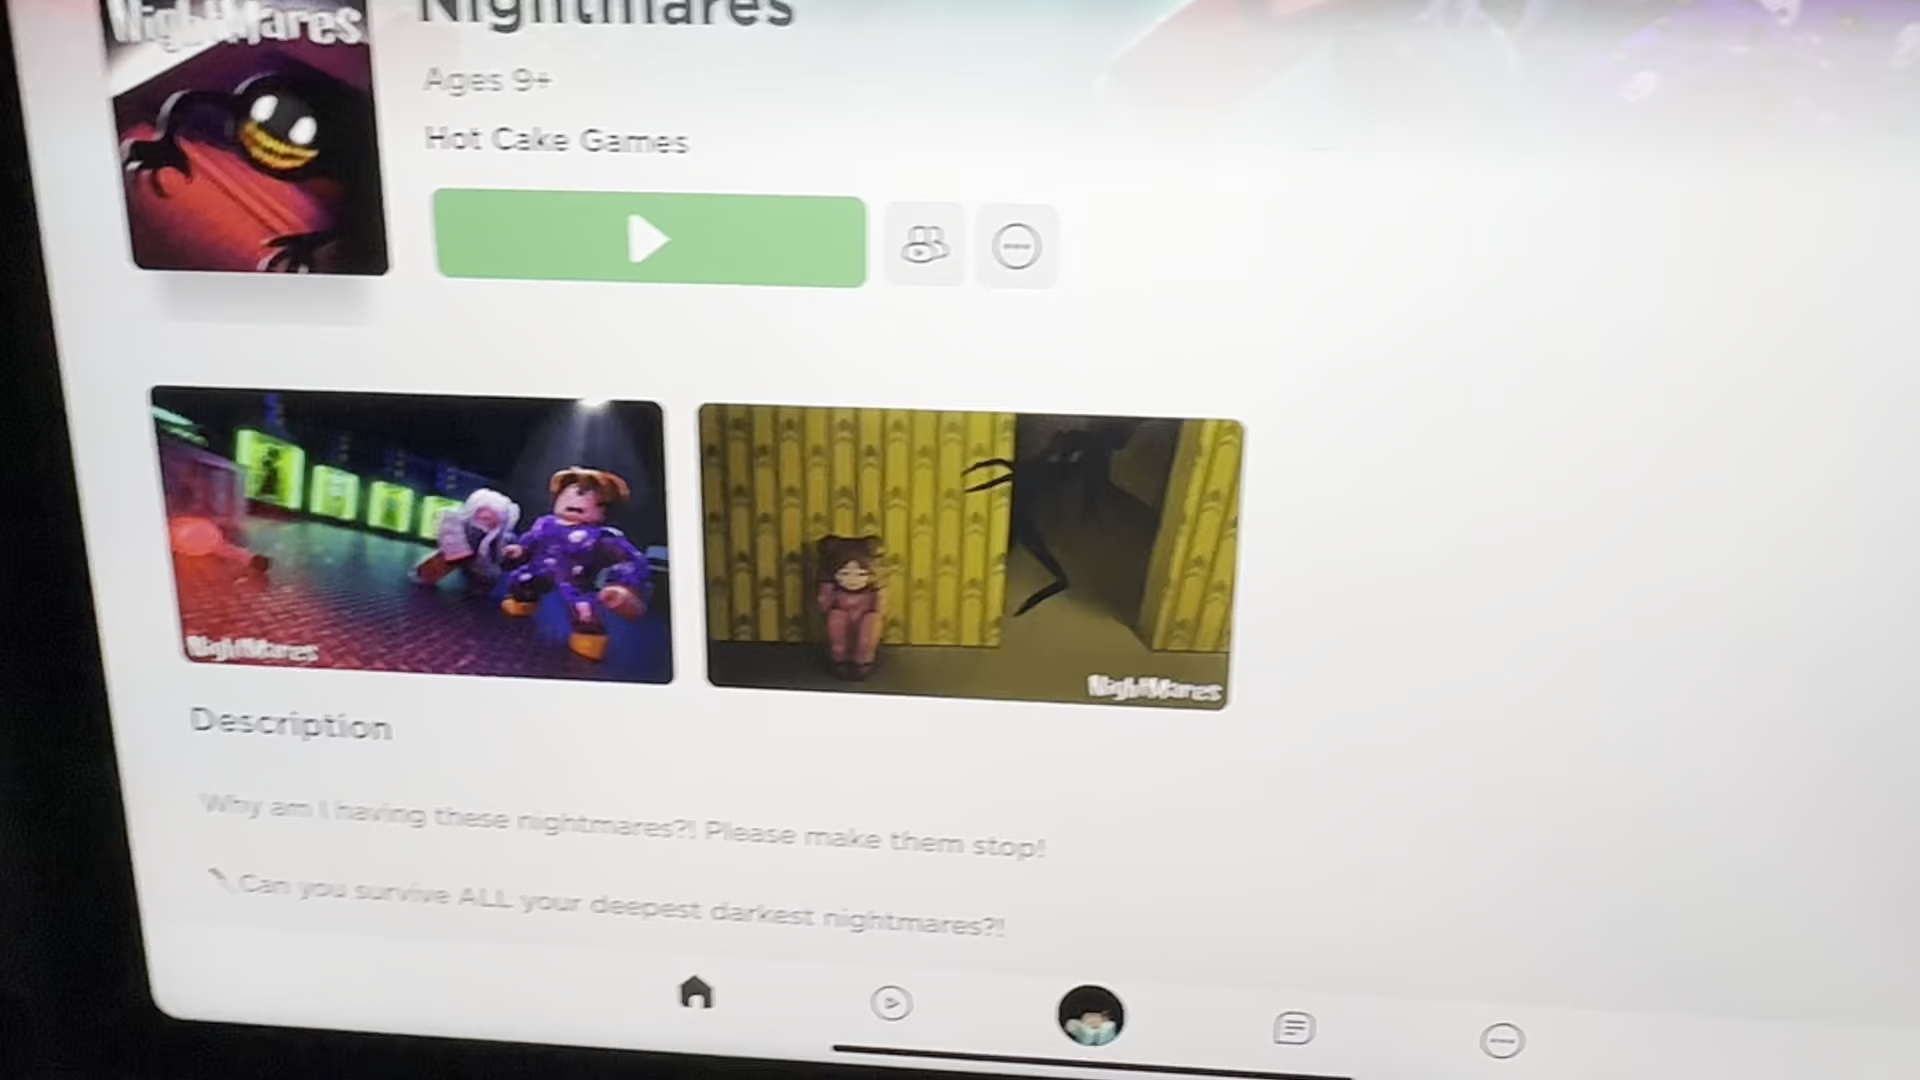 NightMares
Nightmares
Ages 9+
Hot Cake Games
NightMares
NightMares
Description
Why am I having these nightmares?! Please make them stop!
Can you survive ALL your deepest darkest nightmares?!